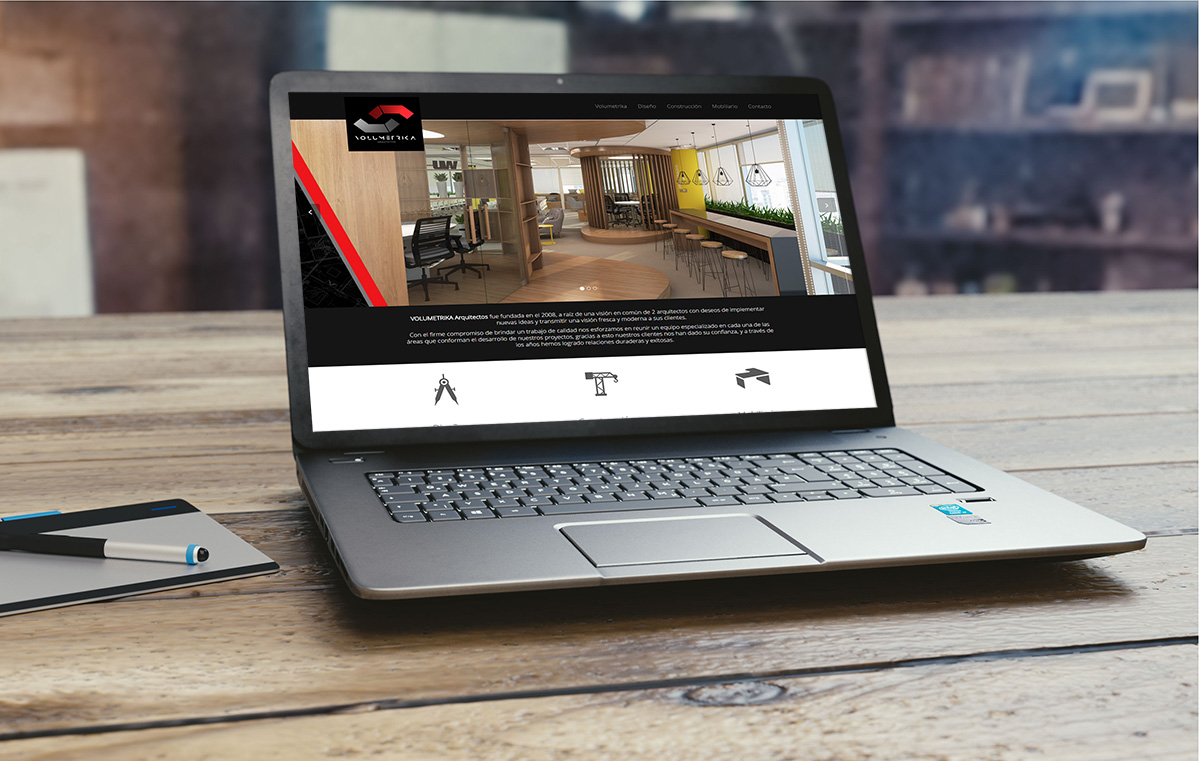 VOLUMETRIKA
Volumetrika Diseño Construcción Mobiliario Contacto
VOLUMETRIKA Arquitectos fue fundada en el 2008, a raíz de una visión en común de 2 arquitectos con deseos de implementar
nuevas ideas y transmitir una visión fresca y moderna a sus clientes.
Con el firme compromiso de brindar un trabajo de calidad nos esforzamos en reunir un equipo especializado en cada una de las
áreas que conforman el desarrollo de nuestros proyectos, gracias a esto nuestros clientes nos han dado su confianza, y a través de
los años hemos logrado relaciones duraderas y exitosas.